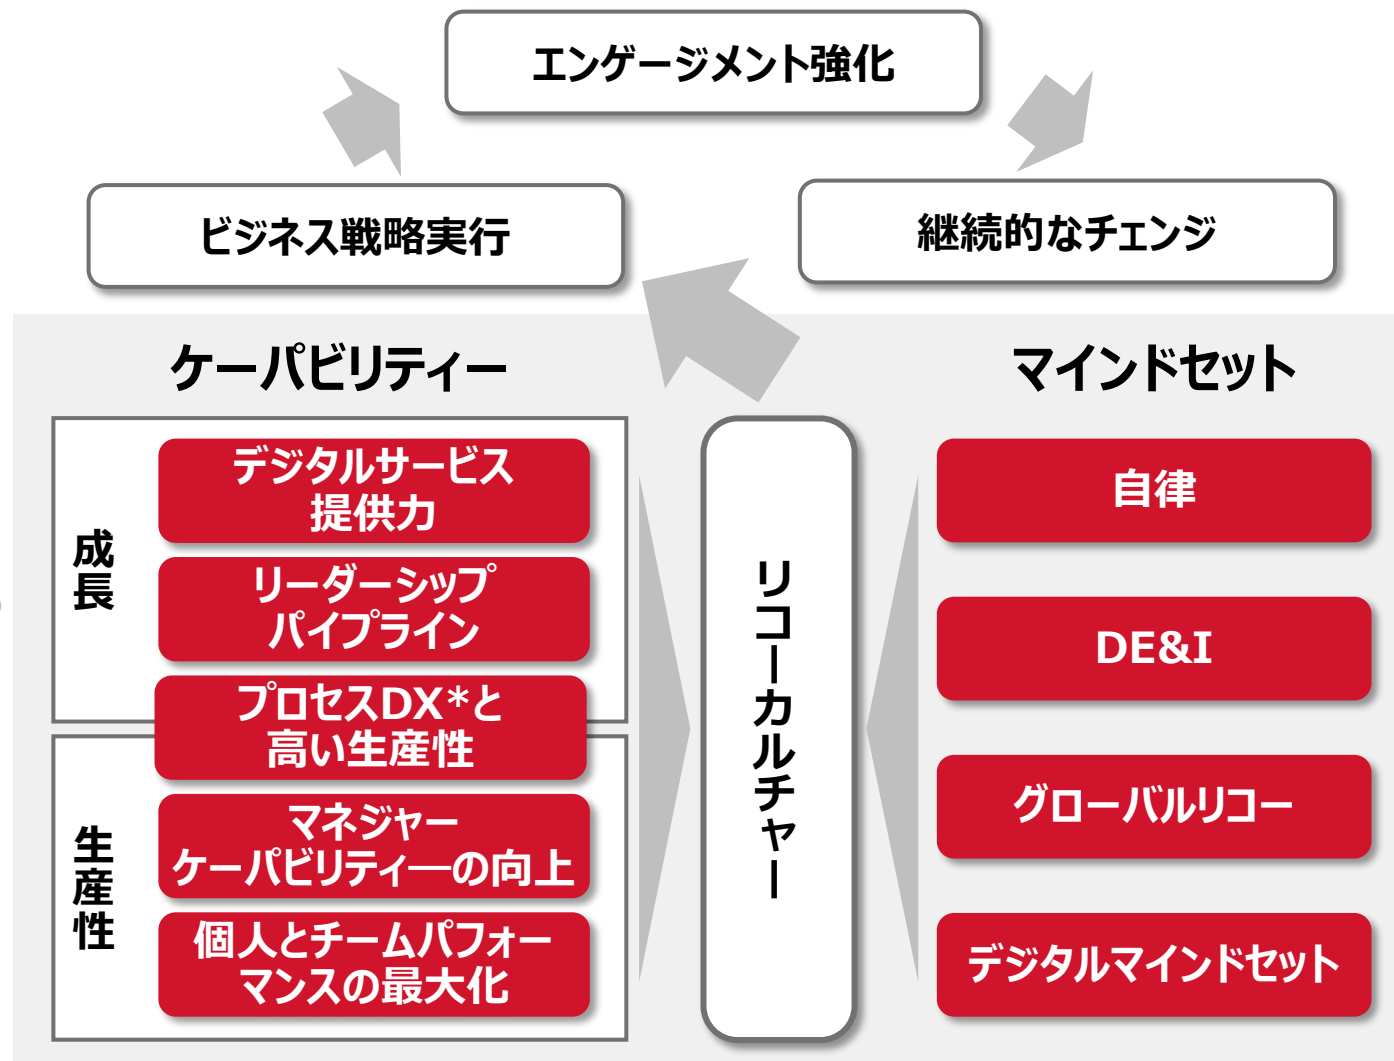 エンゲージメント強化
ビジネス戦略実行
継続的なチェンジ
ケーパビリティー
マインドセット
成長
デジタルサービス
提供力
リーダーシップ
パイプライン
プロセスDX*と
高い生産性
生産性
マネジャー
ケーパビリティ―の向上
個人とチームパフォー
マンスの最大化
リコーカルチャー
自律
DE&I
グローバルリコー
デジタルマインドセット